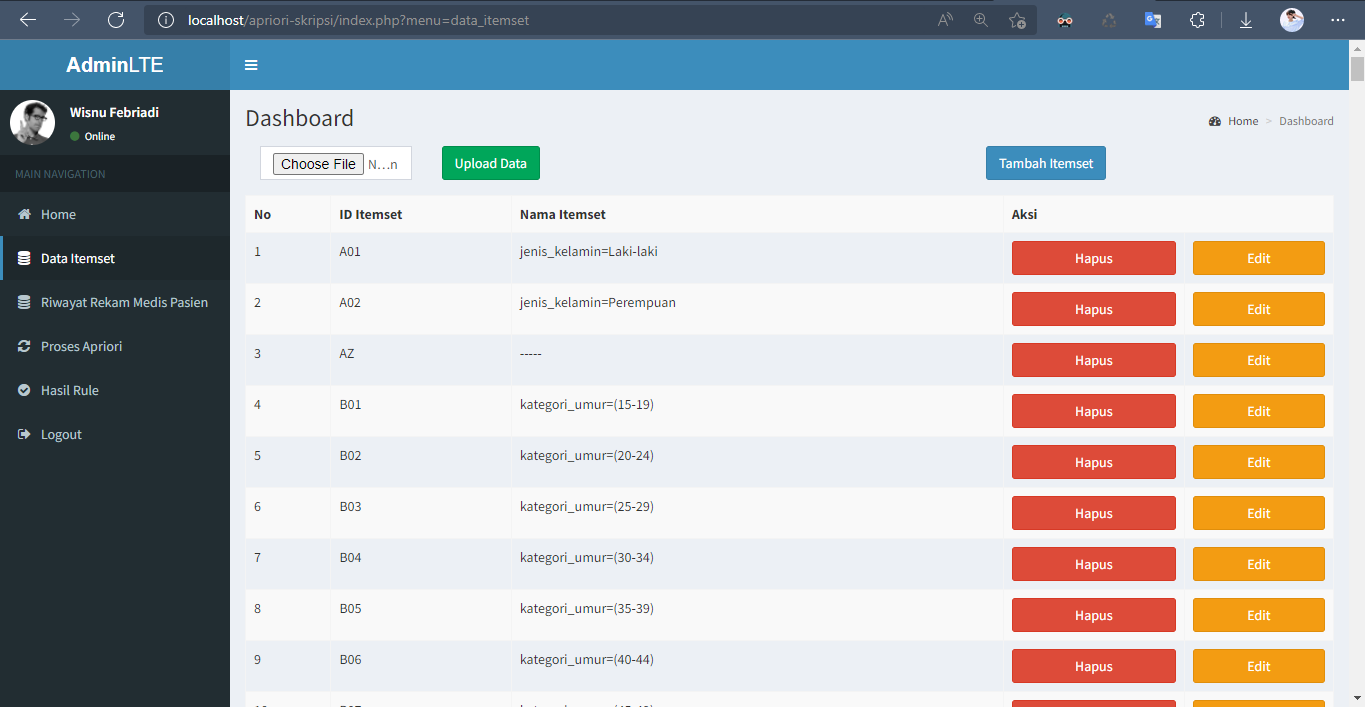 localhost/apriori-skripsi/index.php?menu=data_itemset
AdminLTE
Wisnu Febriadi
Online
MAIN NAVIGATION
Home
Data Itemset
Riwayat Rekam Medis Pasien
Proses Apriori
Hasil Rule
Logout
Dashboard
Home > Dashboard
Choose File N...n
Upload Data
Tambah Itemset
No ID Itemset Nama Itemset Aksi
1 A01 jenis_kelamin=Laki-laki Hapus Edit
2 A02 jenis_kelamin=Perempuan Hapus Edit
3 AZ ----- Hapus Edit
4 B01 kategori_umur=(15-19) Hapus Edit
5 B02 kategori_umur=(20-24) Hapus Edit
6 B03 kategori_umur=(25-29) Hapus Edit
7 B04 kategori_umur=(30-34) Hapus Edit
8 B05 kategori_umur=(35-39) Hapus Edit
9 B06 kategori_umur=(40-44) Hapus Edit